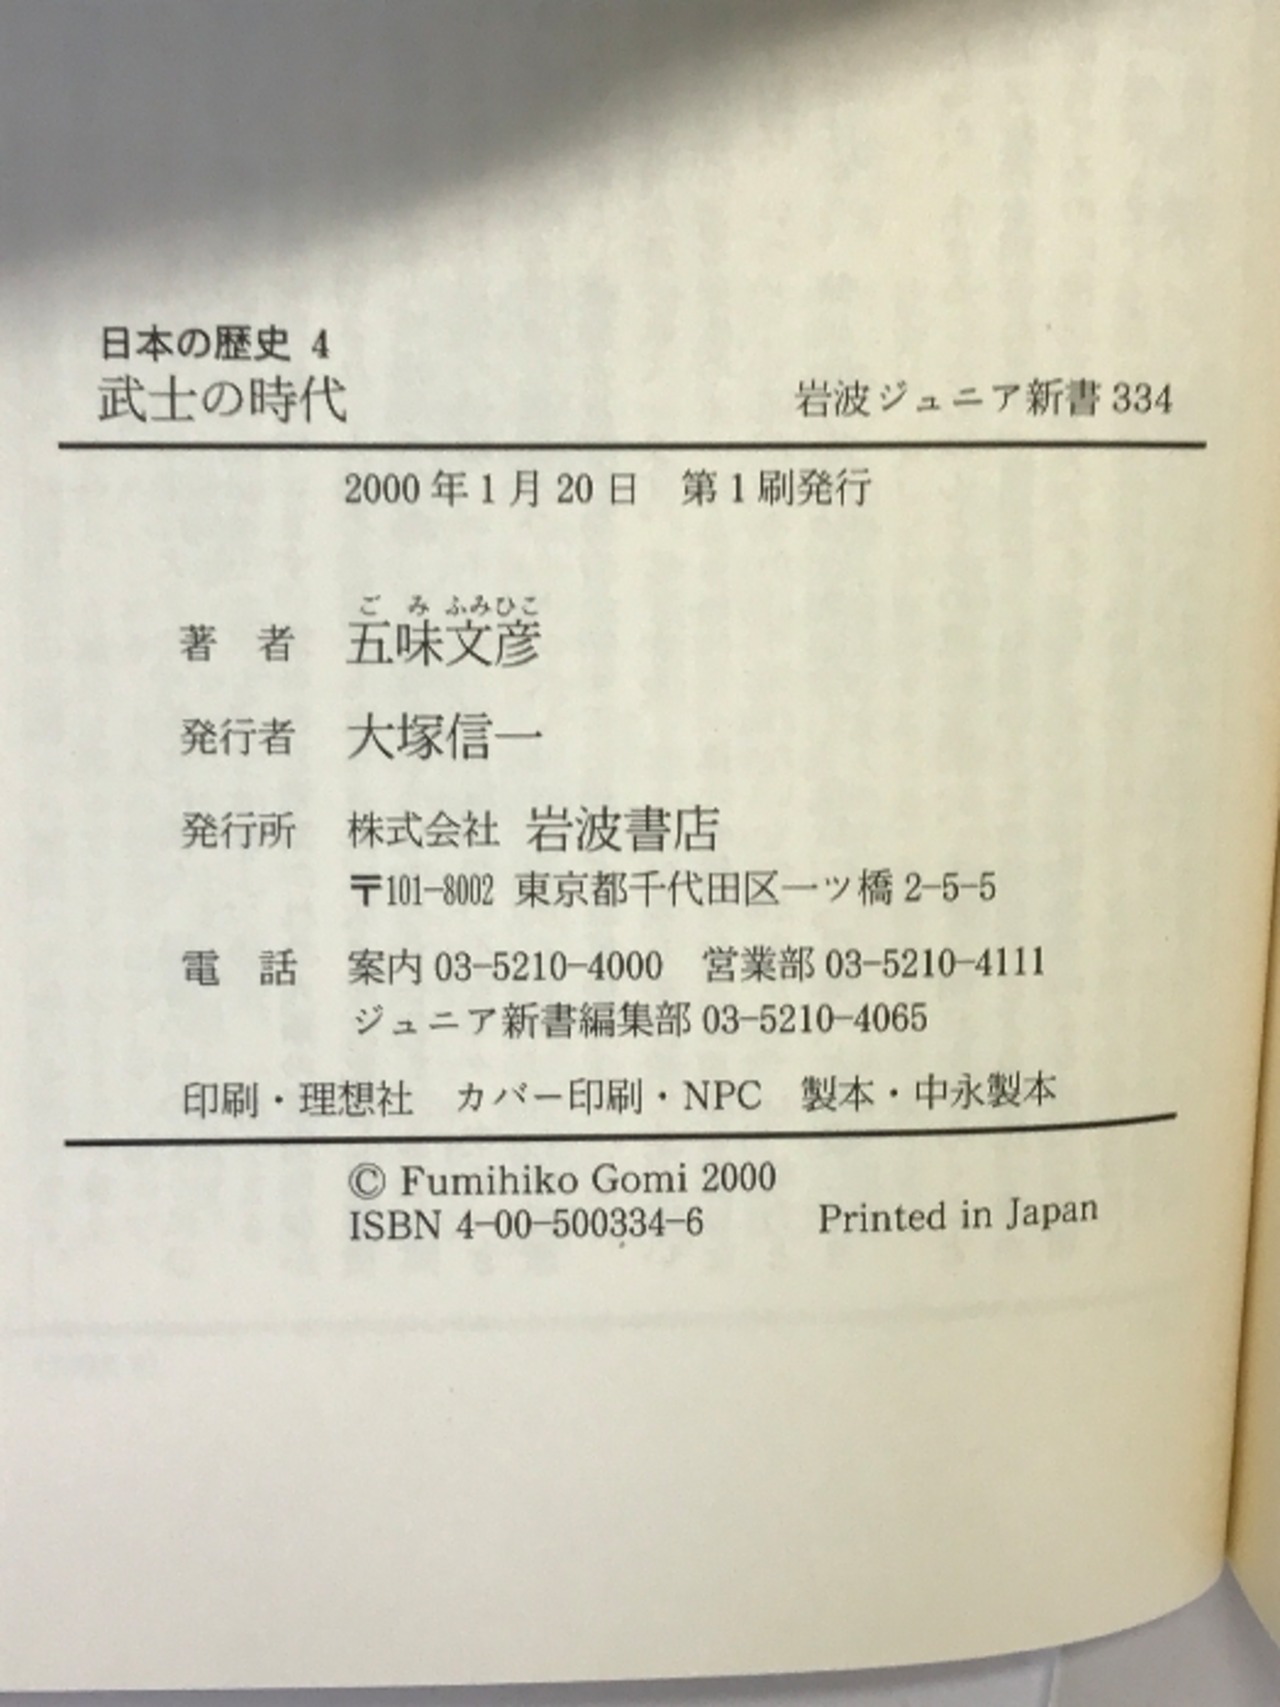 日本の歴史 4
武士の時代
岩波ジュニア新書 334
2000年1月20日 第1刷発行
ごみふみひこ
著 者 五味文彦
発行者 大塚信一
発行所 株式会社 岩波書店
〒101-8002 東京都千代田区一ツ橋 2-5-5
電 話 案内 03-5210-4000 営業部 03-5210-4111
ジュニア新書編集部 03-5210-4065
印刷・理想社 カバー印刷・NPC 製本・中永製本
© Fumihiko Gomi 2000
ISBN 4-00-500334-6 Printed in Japan